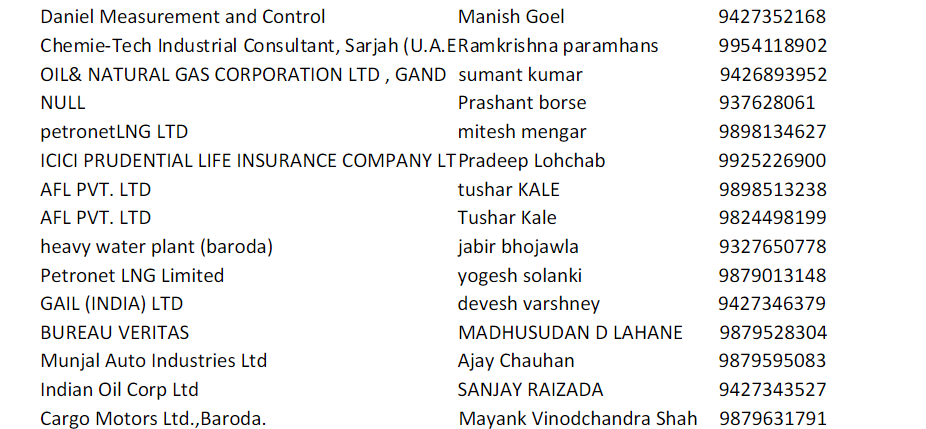 Daniel Measurement and Control Manish Goel 9427352168
Chemie-Tech Industrial Consultant, Sarjah (U.A.E Ramkrishna paramhans 9954118902
OIL& NATURAL GAS CORPORATION LTD , GAND sumant kumar 9426893952
NULL Prashant borse 937628061
petronetLNG LTD mitesh mengar 9898134627
ICICI PRUDENTIAL LIFE INSURANCE COMPANY LT Pradeep Lohchab 9925226900
AFL PVT. LTD tushar KALE 9898513238
AFL PVT. LTD Tushar Kale 9824498199
heavy water plant (baroda) jabir bhojawla 9327650778
Petronet LNG Limited yogesh solanki 9879013148
GAIL (INDIA) LTD devesh varshney 9427346379
BUREAU VERITAS MADHUSUDAN D LAHANE 9879528304
Munjal Auto Industries Ltd Ajay Chauhan 9879595083
Indian Oil Corp Ltd SANJAY RAIZADA 9427343527
Cargo Motors Ltd.,Baroda. Mayank Vinodchandra Shah 9879631791